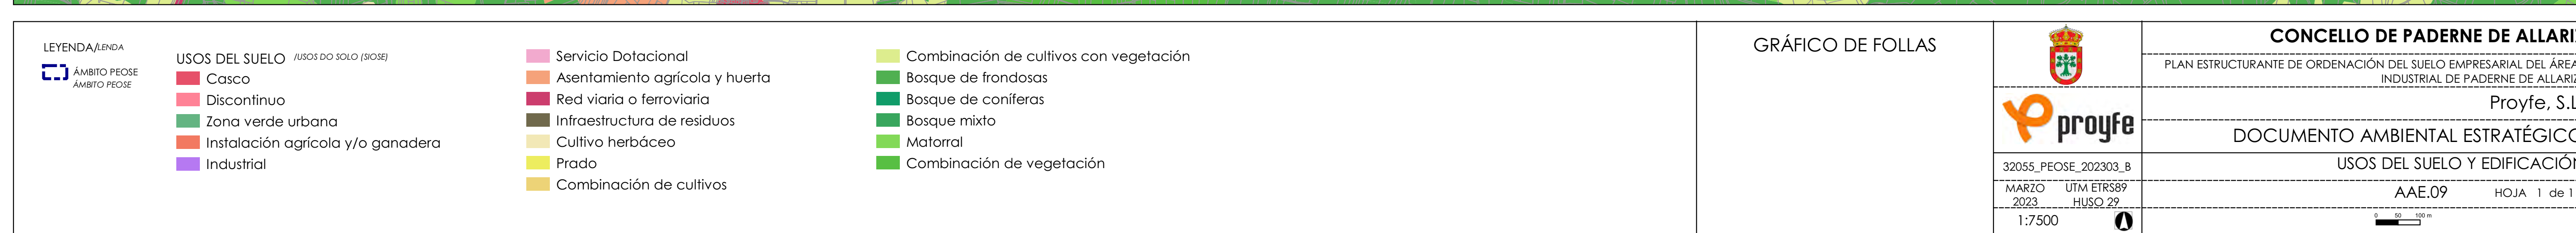 LEYENDA/LENDA
ÁMBITO PEOSE
ÁMBITO PEOSE
USOS DEL SUELO /USOS DO SOLO (SIOSE)
Casco
Discontinuo
Zona verde urbana
Instalación agrícola y/o ganadera
Industrial
Servicio Dotacional
Asentamiento agrícola y huerta
Red viaria o ferroviaria
Infraestructura de residuos
Cultivo herbáceo
Prado
Combinación de cultivos
Combinación de cultivos con vegetación
Bosque de frondosas
Bosque de coníferas
Bosque mixto
Matorral
Combinación de vegetación
GRÁFICO DE FOLLAS
proyfe
32055_PEOSE_202303_B
MARZO 2023
UTM ETRS89
HUSO 29
1:7500
CONCELLO DE PADERNE DE ALLARIZ
PLAN ESTRUCTURANTE DE ORDENACIÓN DEL SUELO EMPRESARIAL DEL ÁREA
INDUSTRIAL DE PADERNE DE ALLARIZ
Proyfe, S.L
DOCUMENTO AMBIENTAL ESTRATÉGICO
USOS DEL SUELO Y EDIFICACIÓN
AAE.09 HOJA 1 de 1
0 50 100 m